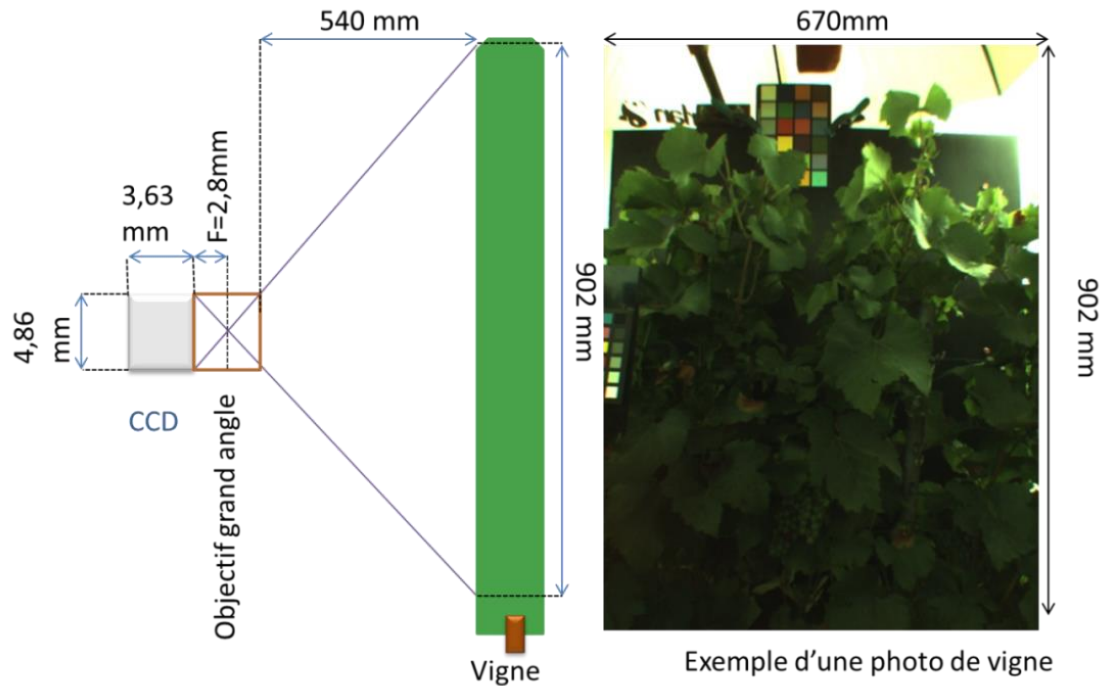 540 mm
670mm
3,63
mm
F=2,8mm
4,86
mm
902 mm
902 mm
CCD
Objectif grand angle
Vigne
Exemple d’une photo de vigne